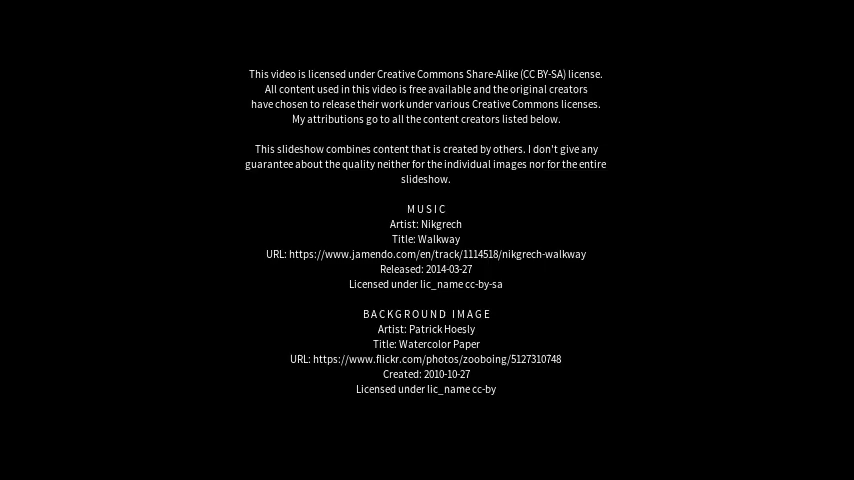 This video is licensed under Creative Commons Share-Alike (CC BY-SA) license.
All content used in this video is free available and the original creators
have chosen to release their work under various Creative Commons licenses.
My attributions go to all the content creators listed below.
This slideshow combines content that is created by others. I don't give any
guarantee about the quality neither for the individual images nor for the entire
slideshow.
MUSIC
Artist: Nikgrech
Title: Walkway
URL: https://www.jamendo.com/en/track/1114518/nikgrech-walkway
Released: 2014-03-27
Licensed under lic_name cc-by-sa
BACKGROUND IMAGE
Artist: Patrick Hoesly
Title: Watercolor Paper
URL: https://www.flickr.com/photos/zooboing/5127310748
Created: 2010-10-27
Licensed under lic_name cc-by